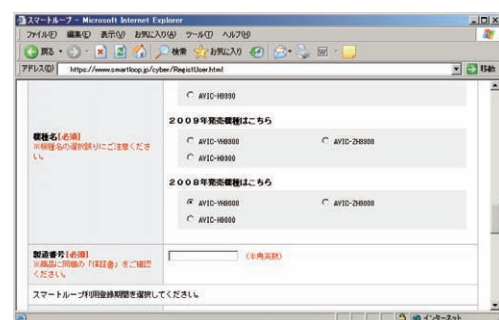 スマートループ - Microsoft Internet Explorer
ファイル(F) 編集(E) 表示(V) お気に入り(A) ツール(T) ヘルプ(H)
戻る 検索 お気に入り
アドレス(D) https://www.smartloop.jp/cyber/RegistUser.html 移動
AVIC-H9990
2009年発売機種はこちら
機種名[必須]
※機種名の選択誤りにご注意ください。
AVIC-VH9900 AVIC-ZH9900
AVIC-H9900
2008年発売機種はこちら
AVIC-VH9000 AVIC-ZH9000
AVIC-H9000
製造番号[必須]
※商品に同梱の「保証書」をご確認
ください。
(半角英数)
スマートループ利用登録期間を選択してください。
インターネット